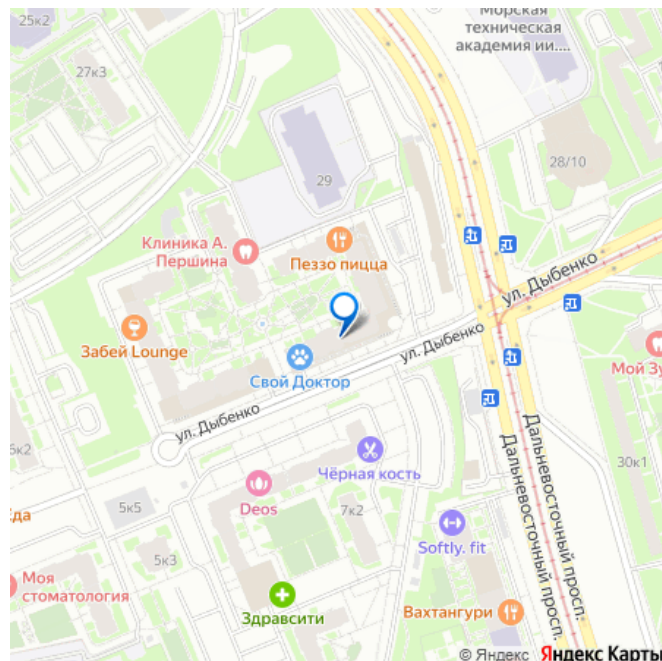 25к2
Морская
техническая
академия ии....
27к3
28/10
29
Клиника А.
Першина
Пеззо пицца
ул. Дыбенко
Забей Lounge
ул. Дыбенко
Мой Зу
Свой Доктор
ул. Дыбенко
Дальневосточный просп.
Дальневосточный просп.
5к2
Чёрная кость
30к1
Еда
5к5
Deos
7к2
Softly. fit
5к3
Моя
стоматология
Здравсити
Вахтангури
© Яндекс Яндекс Карты